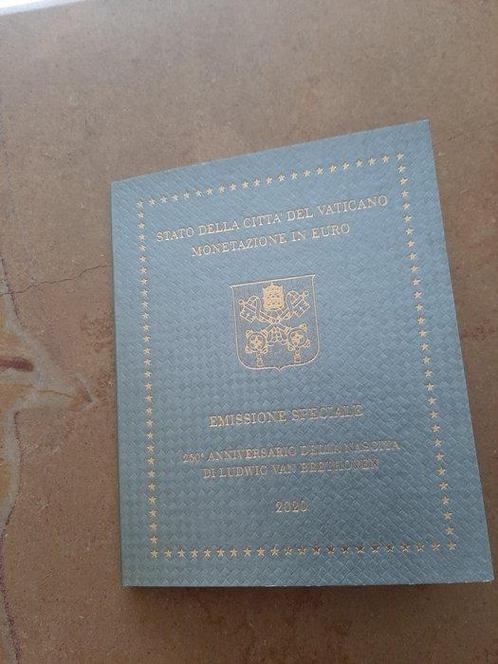 STATO DELLA CITTA' DEL VATICANO
MONETAZIONE IN EURO
EMISSIONE SPECIALE
250° ANNIVERSARIO DELLA NASCITA
DI LUDWIG VAN BEETHOVEN
2020